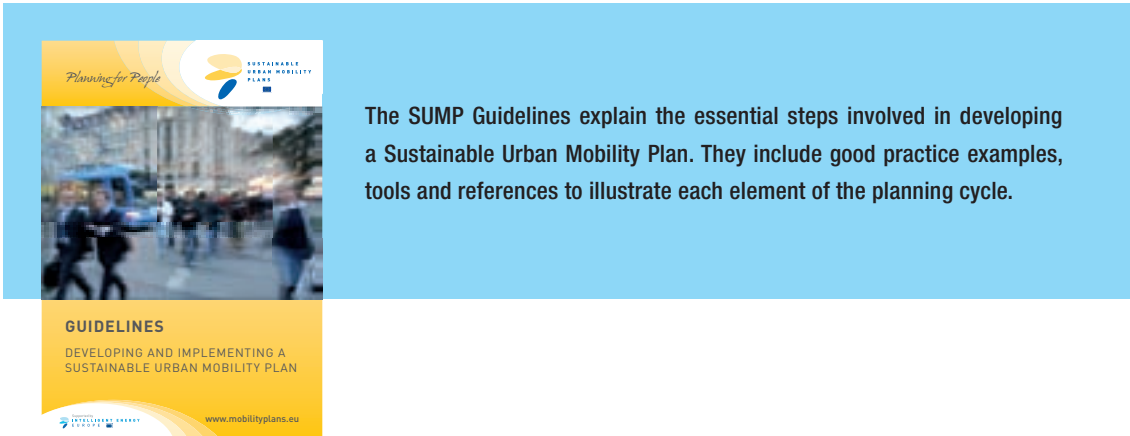 Planning for People
SUSTAINABLE
URBAN MOBILITY
PLANS
The SUMP Guidelines explain the essential steps involved in developing
a Sustainable Urban Mobility Plan. They include good practice examples,
tools and references to illustrate each element of the planning cycle.
GUIDELINES
DEVELOPING AND IMPLEMENTING A
SUSTAINABLE URBAN MOBILITY PLAN
Supported by
INTELLIGENT ENERGY
EUROPE
www.mobilityplans.eu